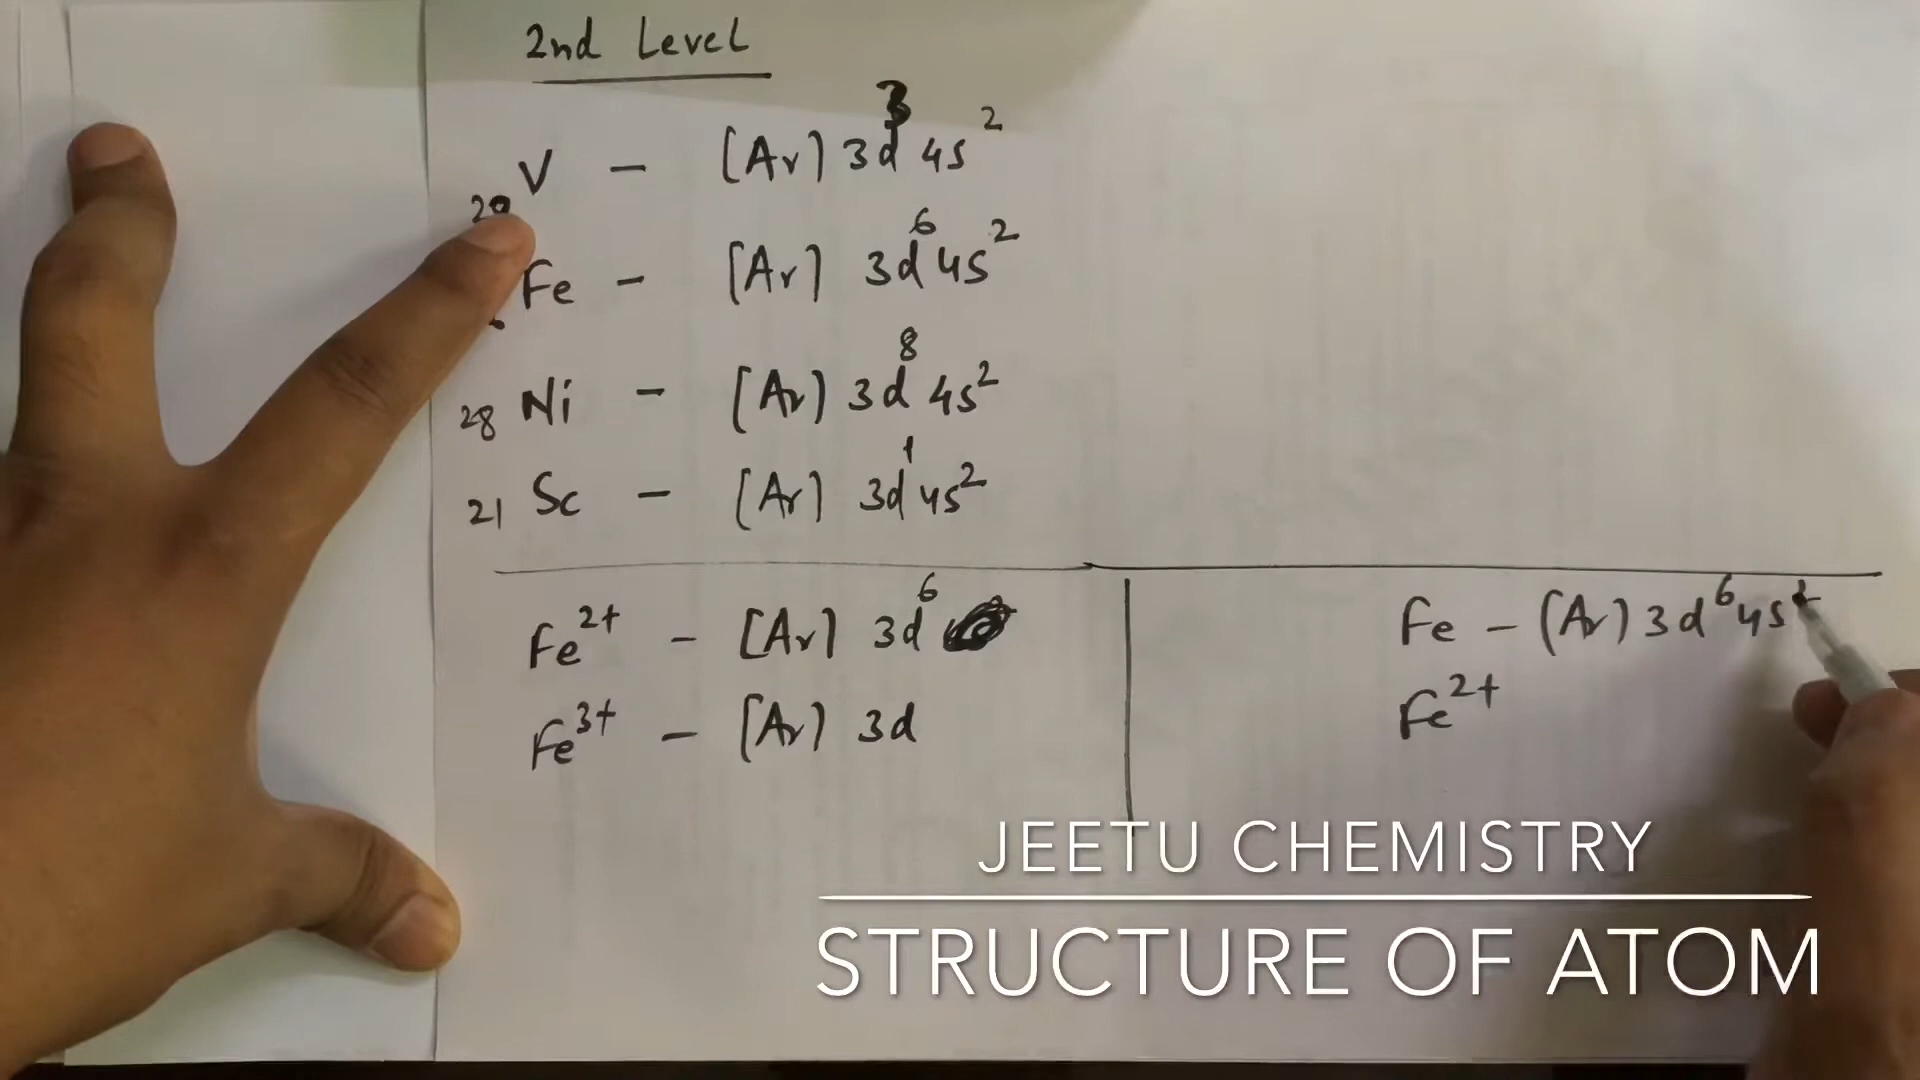 2nd Level
V - [Ar] 3d³ 4s²
Fe - [Ar] 3d⁶ 4s²
28 Ni - [Ar] 3d⁸ 4s²
21 Sc - [Ar] 3d¹ 4s²
Fe²⁺ - [Ar] 3d⁶
Fe³⁺ - [Ar] 3d
Fe - (Ar) 3d⁶ 4s²
Fe²⁺
JEETU CHEMISTRY
STRUCTURE OF ATOM